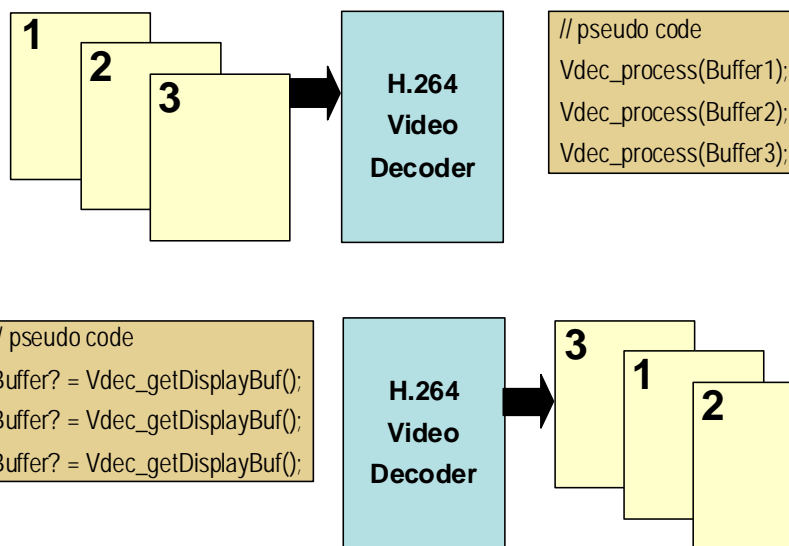 1
2
3
H.264
Video
Decoder
// pseudo code
Vdec_process(Buffer1);
Vdec_process(Buffer2);
Vdec_process(Buffer3);
/ pseudo code
Buffer? = Vdec_getDisplayBuf();
Buffer? = Vdec_getDisplayBuf();
Buffer? = Vdec_getDisplayBuf();
H.264
Video
Decoder
3
1
2